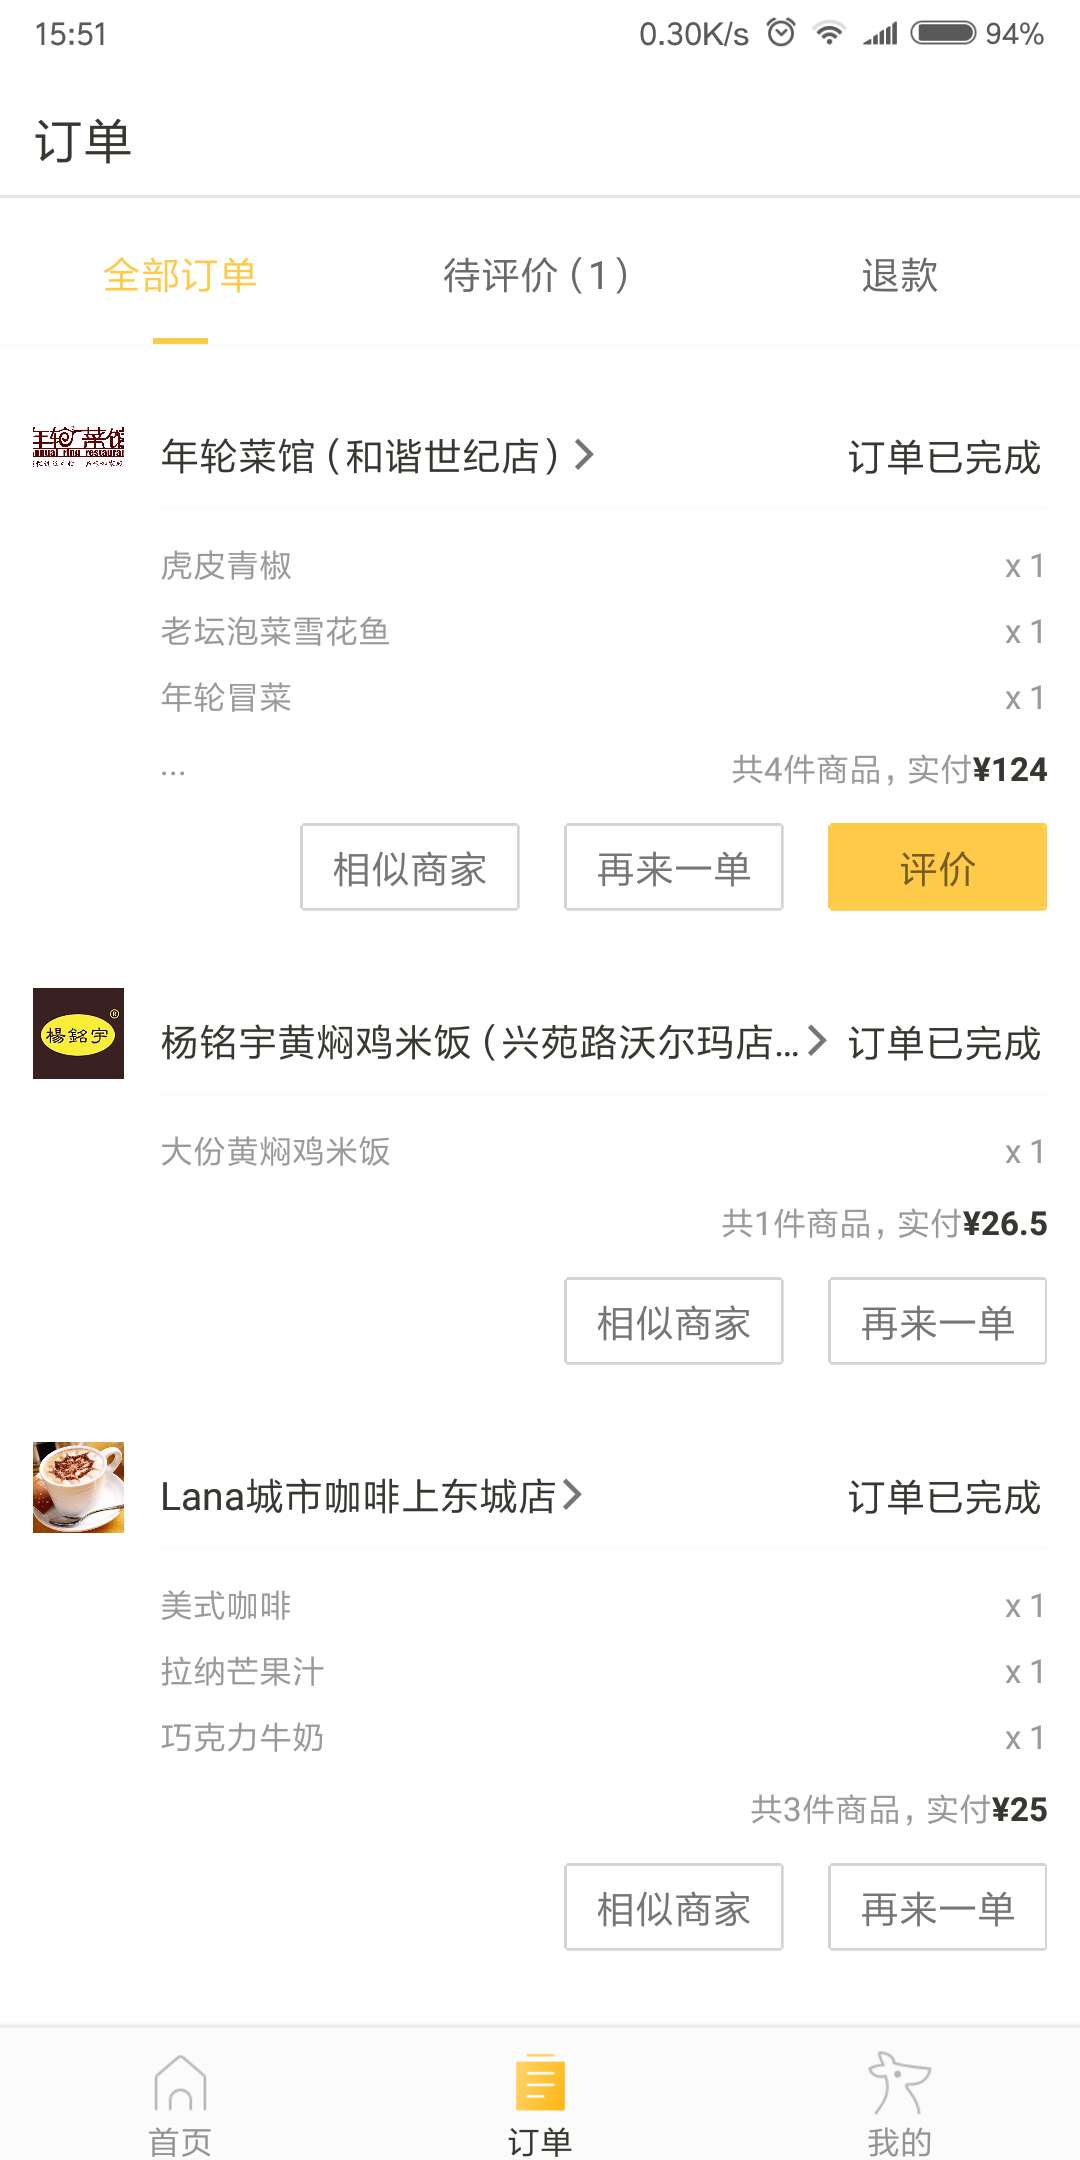 15:51 0.30K/s 94%
订单
全部订单 待评价(1) 退款
年轮菜馆(和谐世纪店) 订单已完成
虎皮青椒 x 1
老坛泡菜雪花鱼 x 1
年轮冒菜 x 1
... 共4件商品,实付¥124
相似商家 再来一单 评价
楊銘宇®
杨铭宇黄焖鸡米饭(兴苑路沃尔玛店... 订单已完成
大份黄焖鸡米饭 x 1
共1件商品,实付¥26.5
相似商家 再来一单
Lana城市咖啡上东城店 订单已完成
美式咖啡 x 1
拉纳芒果汁 x 1
巧克力牛奶 x 1
共3件商品,实付¥25
相似商家 再来一单
首页 订单 我的